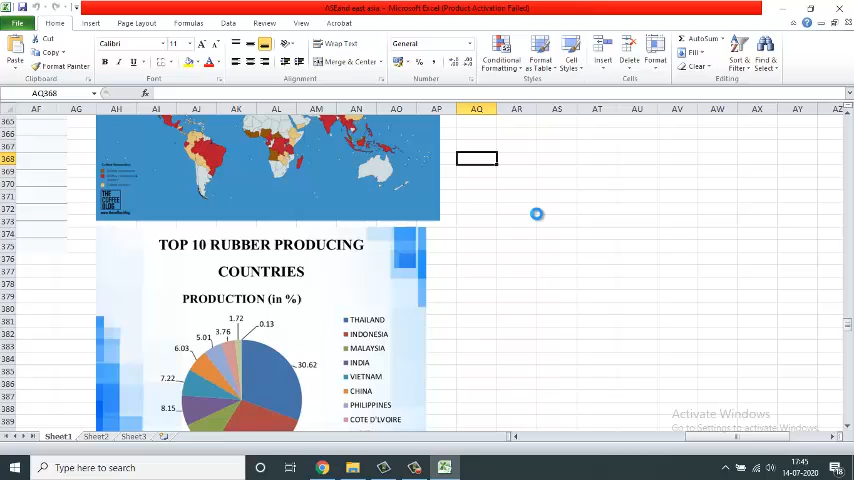 ASEand east asia - Microsoft Excel (Product Activation Failed)
File Home Insert Page Layout Formulas Data Review View Acrobat
Cut
Copy
Format Painter
Paste
Clipboard
Calibri 11
B I U
Font
Wrap Text
Merge & Center
Alignment
General
Number
Conditional Formatting
Format as Table
Cell Styles
Styles
Insert Delete Format
Cells
AutoSum
Fill
Clear
Sort & Filter
Find & Select
Editing
AQ368 fx
AF AG AH AI AJ AK AL AM AN AO AP AQ AR AS AT AU AV AW AX AY AZ
365
366
367
368
369
370
371
372
373
374
375
376
377
378
379
380
381
382
383
384
385
386
387
388
389
THE
COFFEE
BLOG
TOP 10 RUBBER PRODUCING
COUNTRIES
PRODUCTION (in %)
1.72
0.13
3.76
5.01
6.03
7.22
8.15
30.62
THAILAND
INDONESIA
MALAYSIA
INDIA
VIETNAM
CHINA
PHILIPPINES
COTE D'LVOIRE
Activate Windows
Go to Settings to activate Windows.
Sheet1 Sheet2 Sheet3
Type here to search
17:45
14-07-2020
18